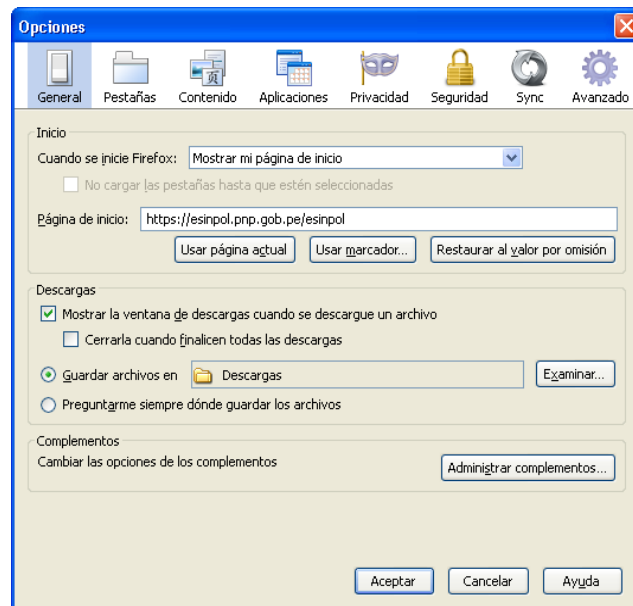 Opciones
General Pestañas Contenido Aplicaciones Privacidad Seguridad Sync Avanzado
Inicio
Cuando se inicie Firefox: Mostrar mi página de inicio
No cargar las pestañas hasta que estén seleccionadas
Página de inicio: https://esinpol.pnp.gob.pe/esinpol
Usar página actual Usar marcador... Restaurar al valor por omisión
Descargas
Mostrar la ventana de descargas cuando se descargue un archivo
Cerrarla cuando finalicen todas las descargas
Guardar archivos en Descargas Examinar...
Preguntarme siempre dónde guardar los archivos
Complementos
Cambiar las opciones de los complementos
Administrar complementos...
Aceptar Cancelar Ayuda